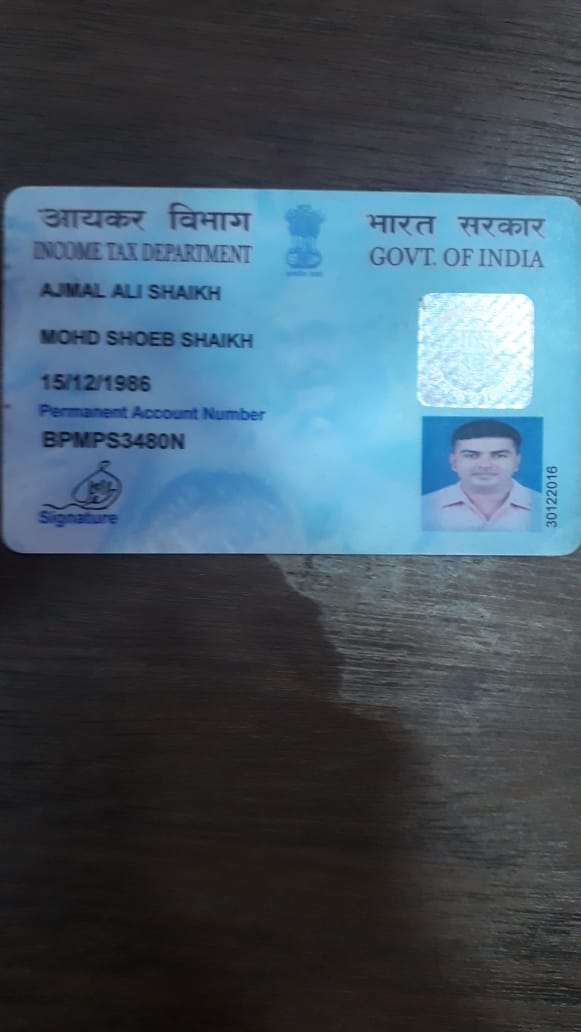 आयकर विभाग
INCOME TAX DEPARTMENT
भारत सरकार
GOVT. OF INDIA
AJMAL ALI SHAIKH
MOHD SHOEB SHAIKH
15/12/1986
Permanent Account Number
BPMPS3480N
Signature
30122016